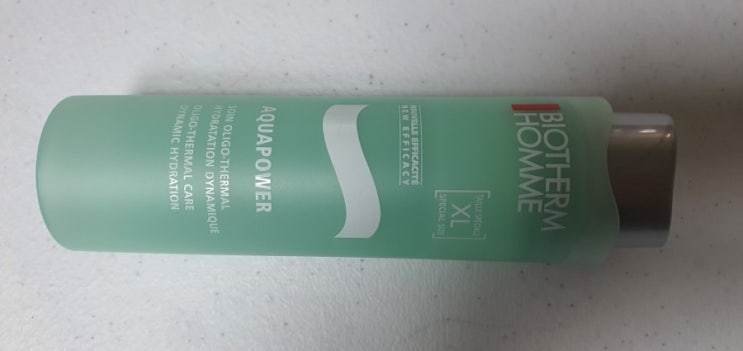 BIOTHERM
HOMME
TAILLE SPÉCIALE
XL
SPECIAL SIZE
NOUVELLE EFFICACITÉ
NEW EFFICACY
AQUAPOWER
SOIN OLIGO-THERMAL
HYDRATATION DYNAMIQUE
OLIGO-THERMAL CARE
DYNAMIC HYDRATION